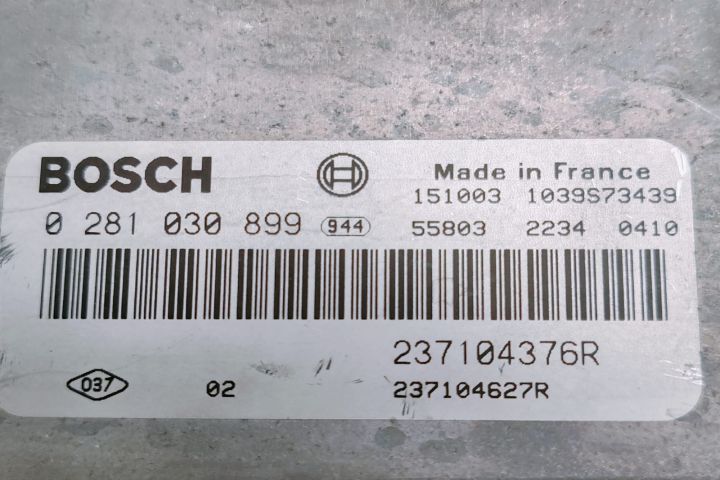 BOSCH
Made in France
151003 1039S73439
0 281 030 899 944 55803 2234 0410
237104376R
037 02 237104627R